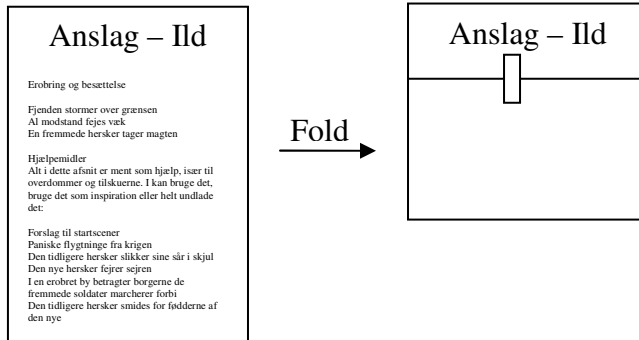 Anslag – Ild
Erobring og besættelse
Fjenden stormer over grænsen
Al modstand fejes væk
En fremmede hersker tager magten
Hjælpemidler
Alt i dette afsnit er ment som hjælp, især til
overdommer og tilskuerne. I kan bruge det,
bruge det som inspiration eller helt undlade
det:
Forslag til startscener
Paniske flygtninge fra krigen
Den tidligere hersker slikker sine sår i skjul
Den nye hersker fejrer sejren
I en erobret by betragter borgerne de
fremmede soldater marcherer forbi
Den tidligere hersker smides for fødderne af
den nye
Fold
Anslag – Ild